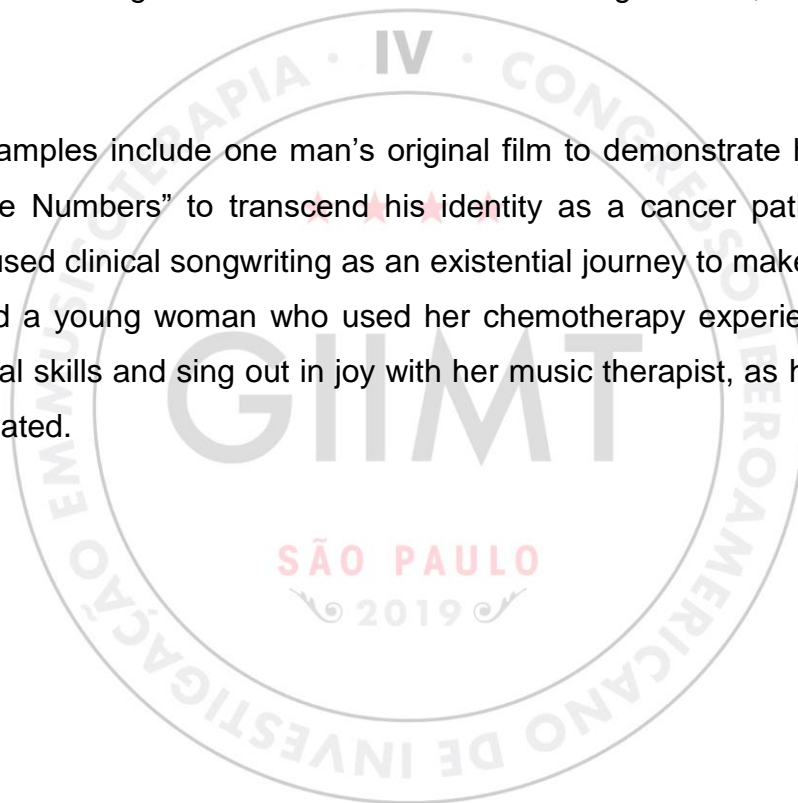 IV
CONGRESSO IBEROAMERICANO DE INVESTIGAÇÃO EM MUSICOTERAPIA
amples include one man's original film to demonstrate h
e Numbers" to transcend his identity as a cancer pat
used clinical songwriting as an existential journey to make
d a young woman who used her chemotherapy experie
al skills and sing out in joy with her music therapist, as h
ated.
GIIMT
SÃO PAULO
2019